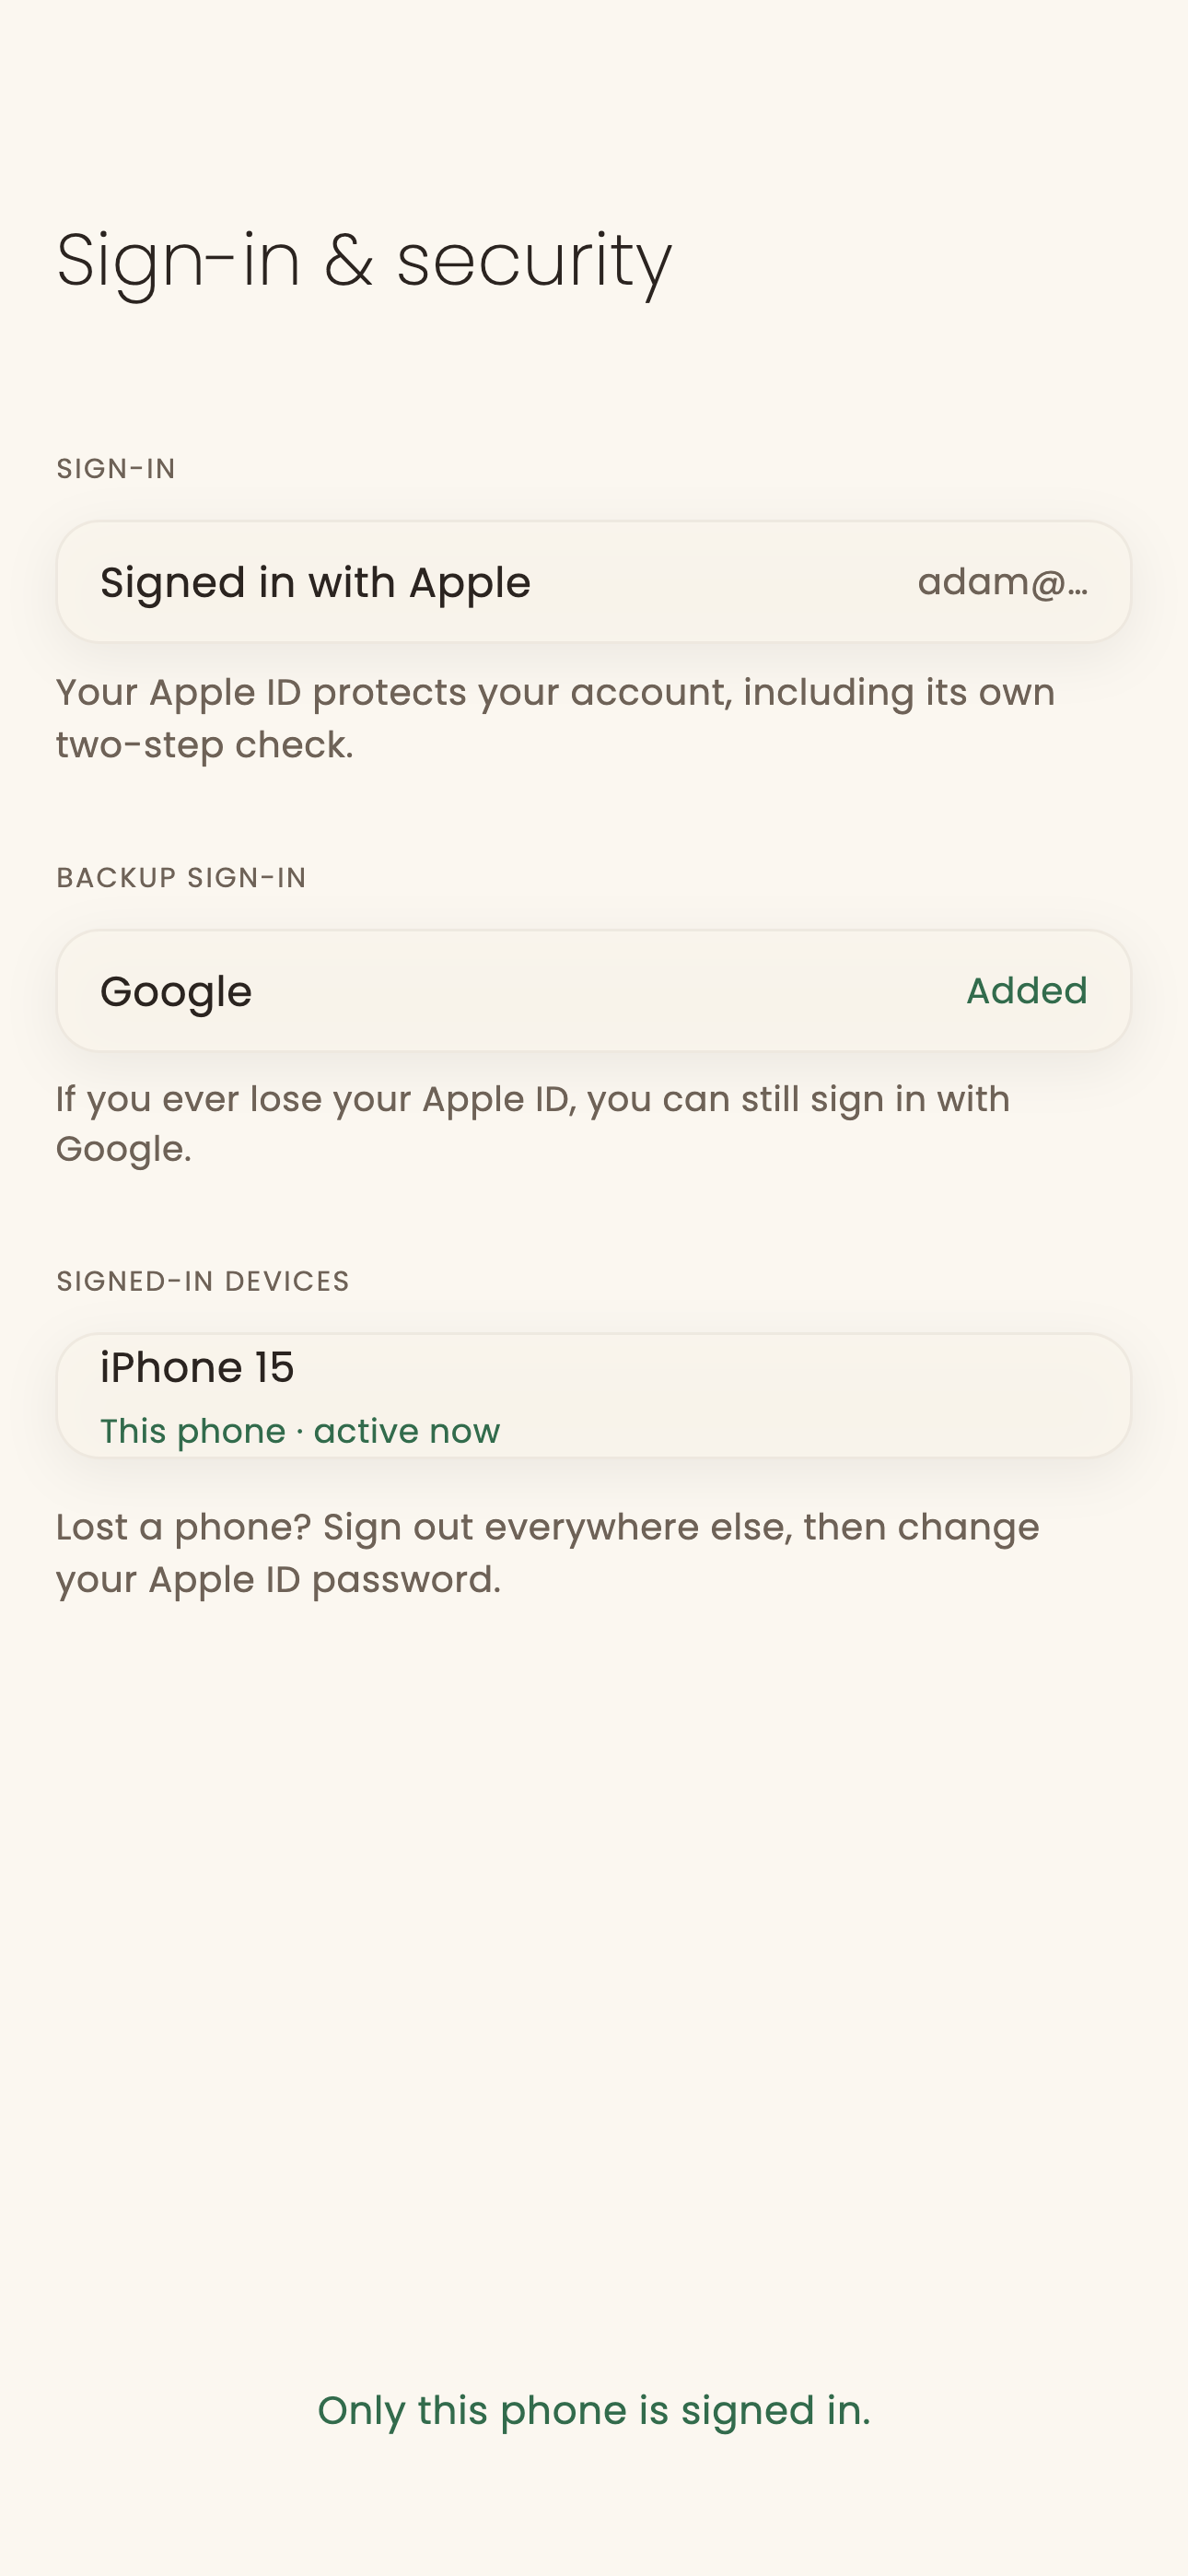 Sign-in & security
SIGN-IN
Signed in with Apple adam@...
Your Apple ID protects your account, including its own
two-step check.
BACKUP SIGN-IN
Google Added
If you ever lose your Apple ID, you can still sign in with
Google.
SIGNED-IN DEVICES
iPhone 15
This phone · active now
Lost a phone? Sign out everywhere else, then change
your Apple ID password.
Only this phone is signed in.